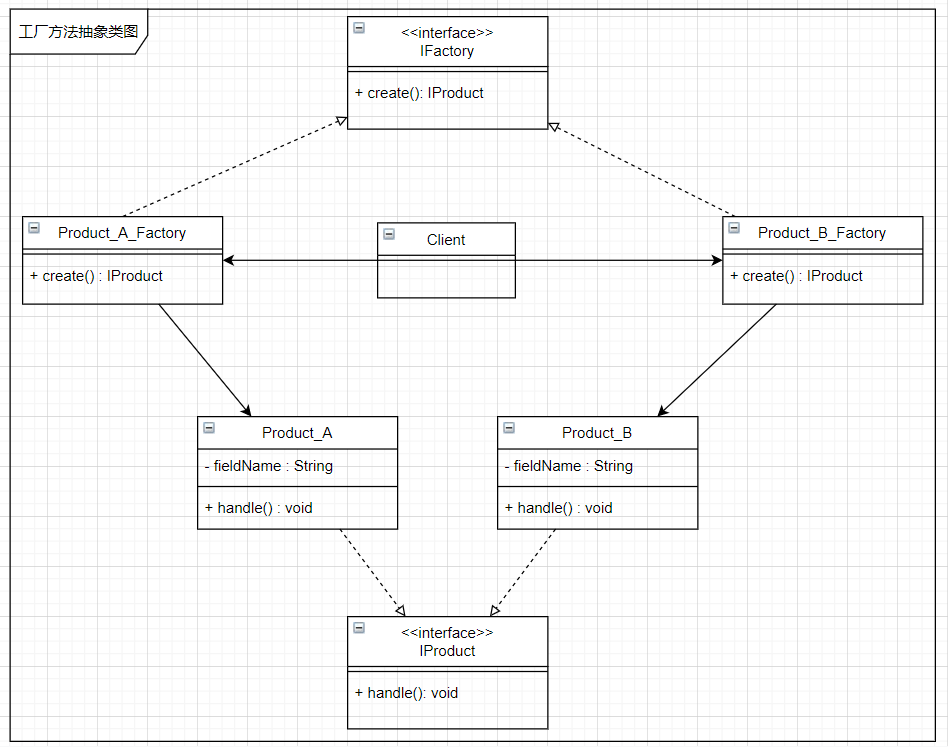 工厂方法抽象类图
<<interface>>
IFactory
+ create(): IProduct
Product_A_Factory
+ create() : IProduct
Client
Product_B_Factory
+ create() : IProduct
Product_A
- fieldName : String
+ handle() : void
Product_B
- fieldName : String
+ handle() : void
<<interface>>
IProduct
+ handle(): void